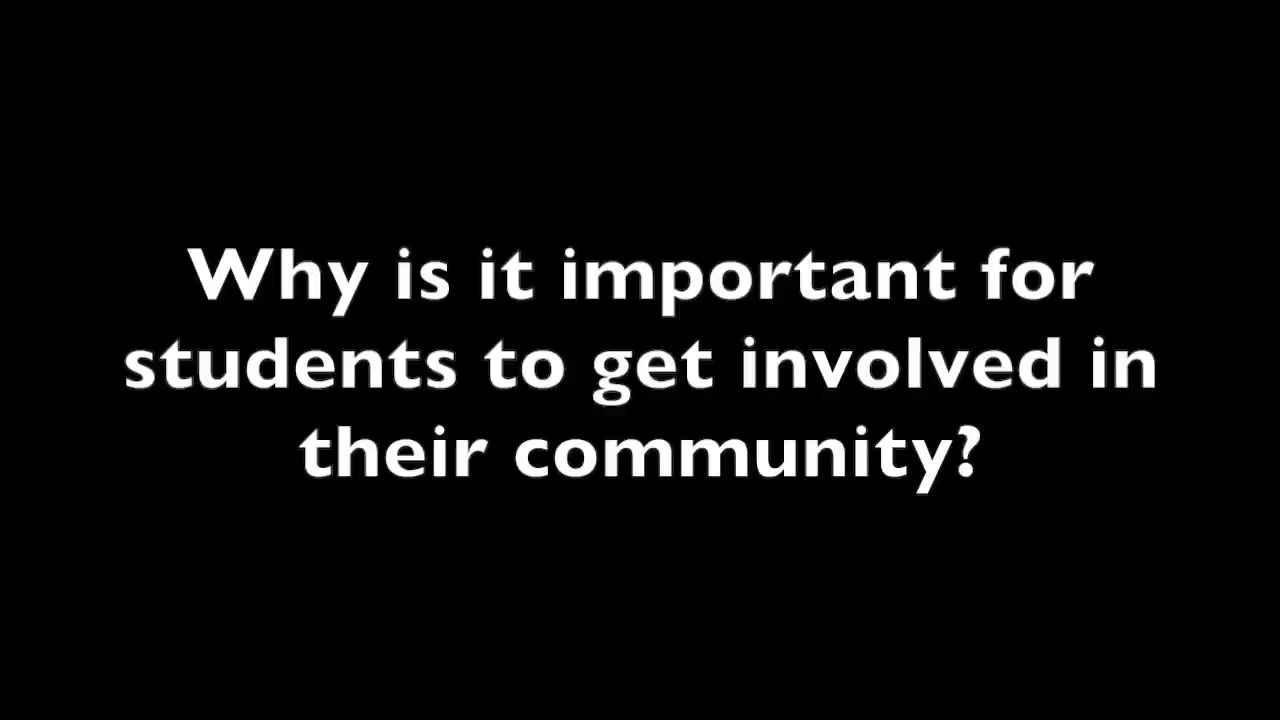 Why is it important for
students to get involved in
their community?